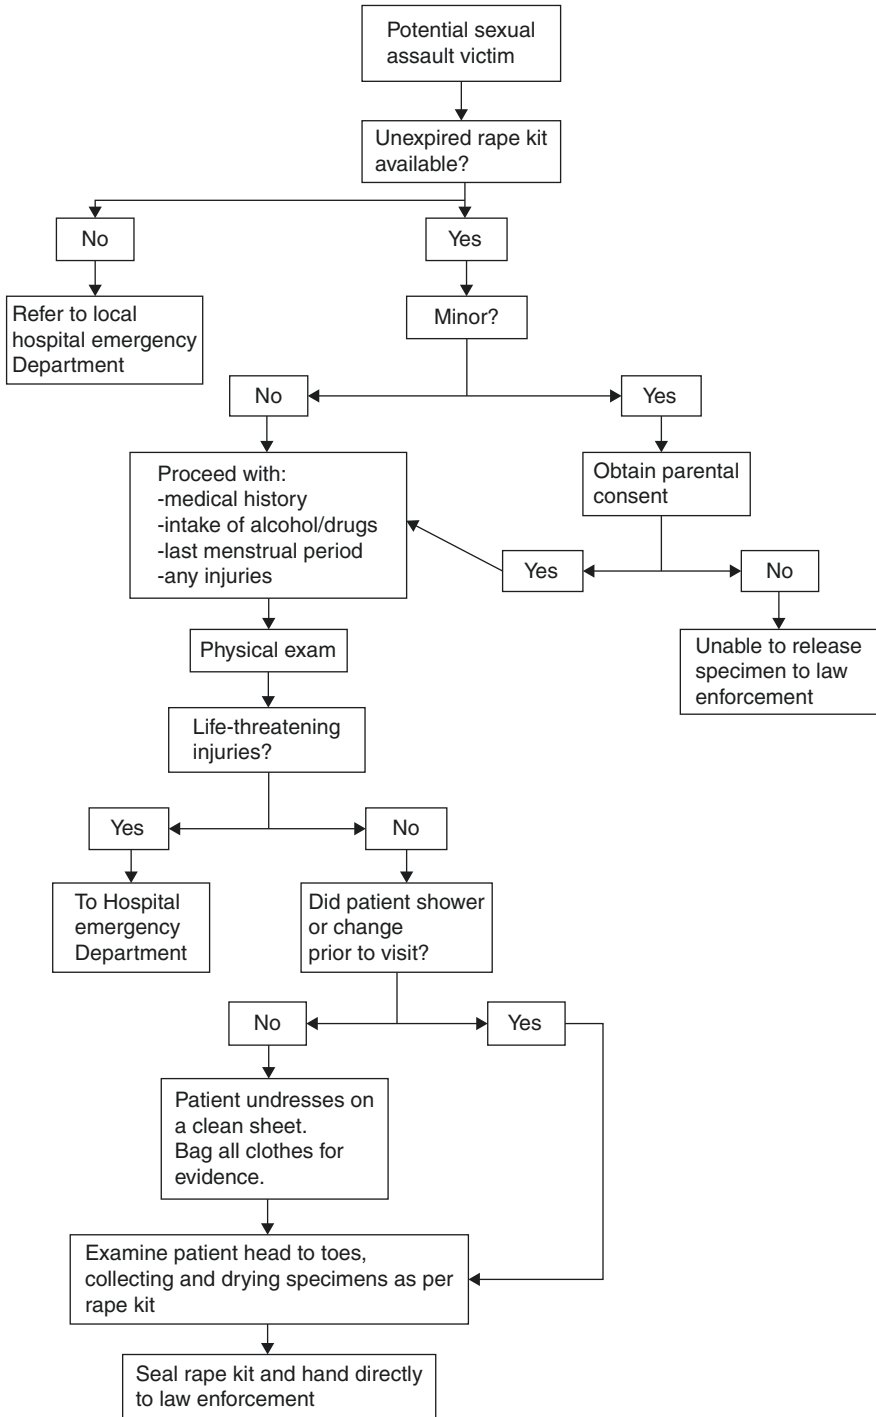 Potential sexual
assault victim
Unexpired rape kit
available?
No
Yes
Refer to local
hospital emergency
Department
Minor?
No
Yes
Proceed with:
-medical history
-intake of alcohol/drugs
-last menstrual period
-any injuries
Obtain parental
consent
Yes
No
Physical exam
Unable to release
specimen to law
enforcement
Life-threatening
injuries?
Yes
No
To Hospital
emergency
Department
Did patient shower
or change
prior to visit?
No
Yes
Patient undresses on
a clean sheet.
Bag all clothes for
evidence.
Examine patient head to toes,
collecting and drying specimens as per
rape kit
Seal rape kit and hand directly
to law enforcement